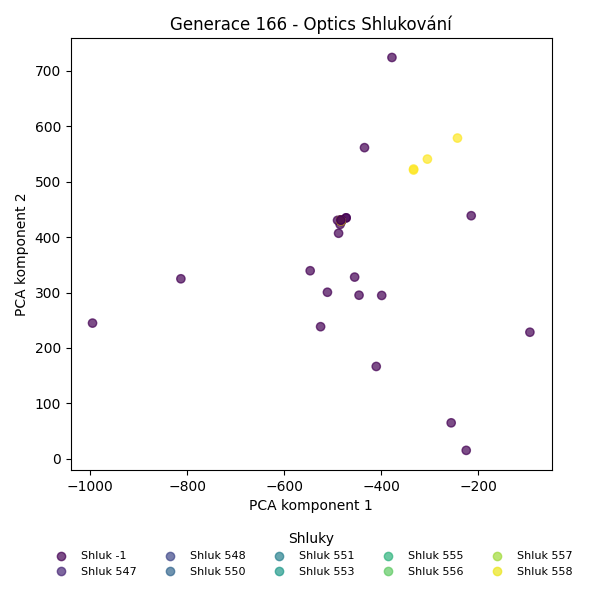 Generace 166 - Optics Shlukování
700
600
500
400
300
200
100
0
PCA komponent 2
−1000 −800 −600 −400 −200
PCA komponent 1
Shluky
Shluk -1 Shluk 548 Shluk 551 Shluk 555 Shluk 557
Shluk 547 Shluk 550 Shluk 553 Shluk 556 Shluk 558